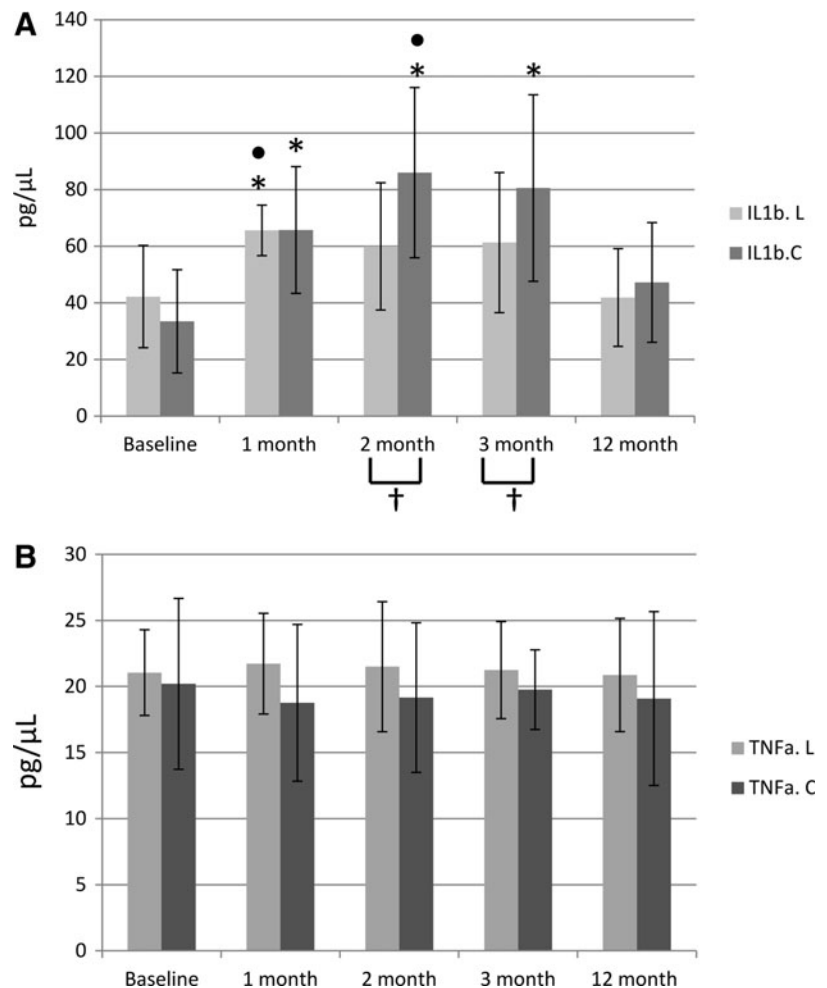 A
140
120
100
80
60
40
20
0
pg/μL
● ●
* * * *
IL1b. L
IL1b.C
Baseline 1 month 2 month 3 month 12 month
† †
B
30
25
20
15
10
5
0
pg/μL
TNFa. L
TNFa. C
Baseline 1 month 2 month 3 month 12 month